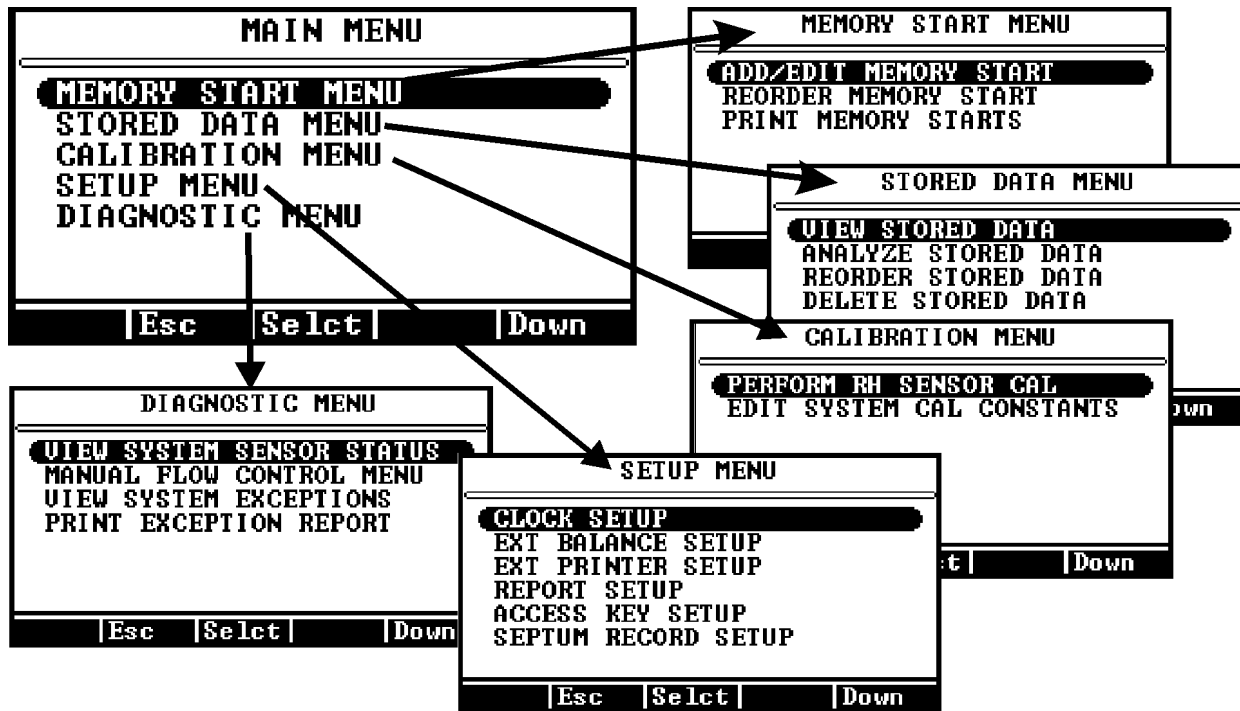 MAIN MENU
MEMORY START MENU
STORED DATA MENU
CALIBRATION MENU
SETUP MENU
DIAGNOSTIC MENU
Esc Selct Down
MEMORY START MENU
ADD/EDIT MEMORY START
REORDER MEMORY START
PRINT MEMORY STARTS
STORED DATA MENU
VIEW STORED DATA
ANALYZE STORED DATA
REORDER STORED DATA
DELETE STORED DATA
CALIBRATION MENU
PERFORM RH SENSOR CAL
EDIT SYSTEM CAL CONSTANTS
Down
DIAGNOSTIC MENU
VIEW SYSTEM SENSOR STATUS
MANUAL FLOW CONTROL MENU
VIEW SYSTEM EXCEPTIONS
PRINT EXCEPTION REPORT
Esc Selct Down
SETUP MENU
CLOCK SETUP
EXT BALANCE SETUP
EXT PRINTER SETUP
REPORT SETUP
ACCESS KEY SETUP
SEPTUM RECORD SETUP
Esc Selct Down